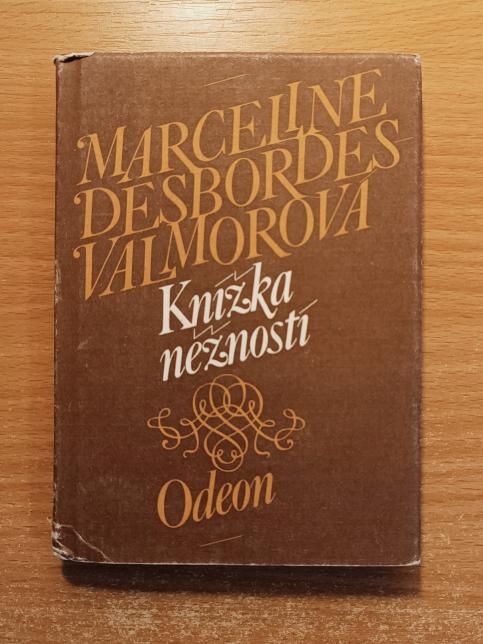 MARCELINE
DESBORDES
VALMOROVÁ
Knížka
něžností
Odeon